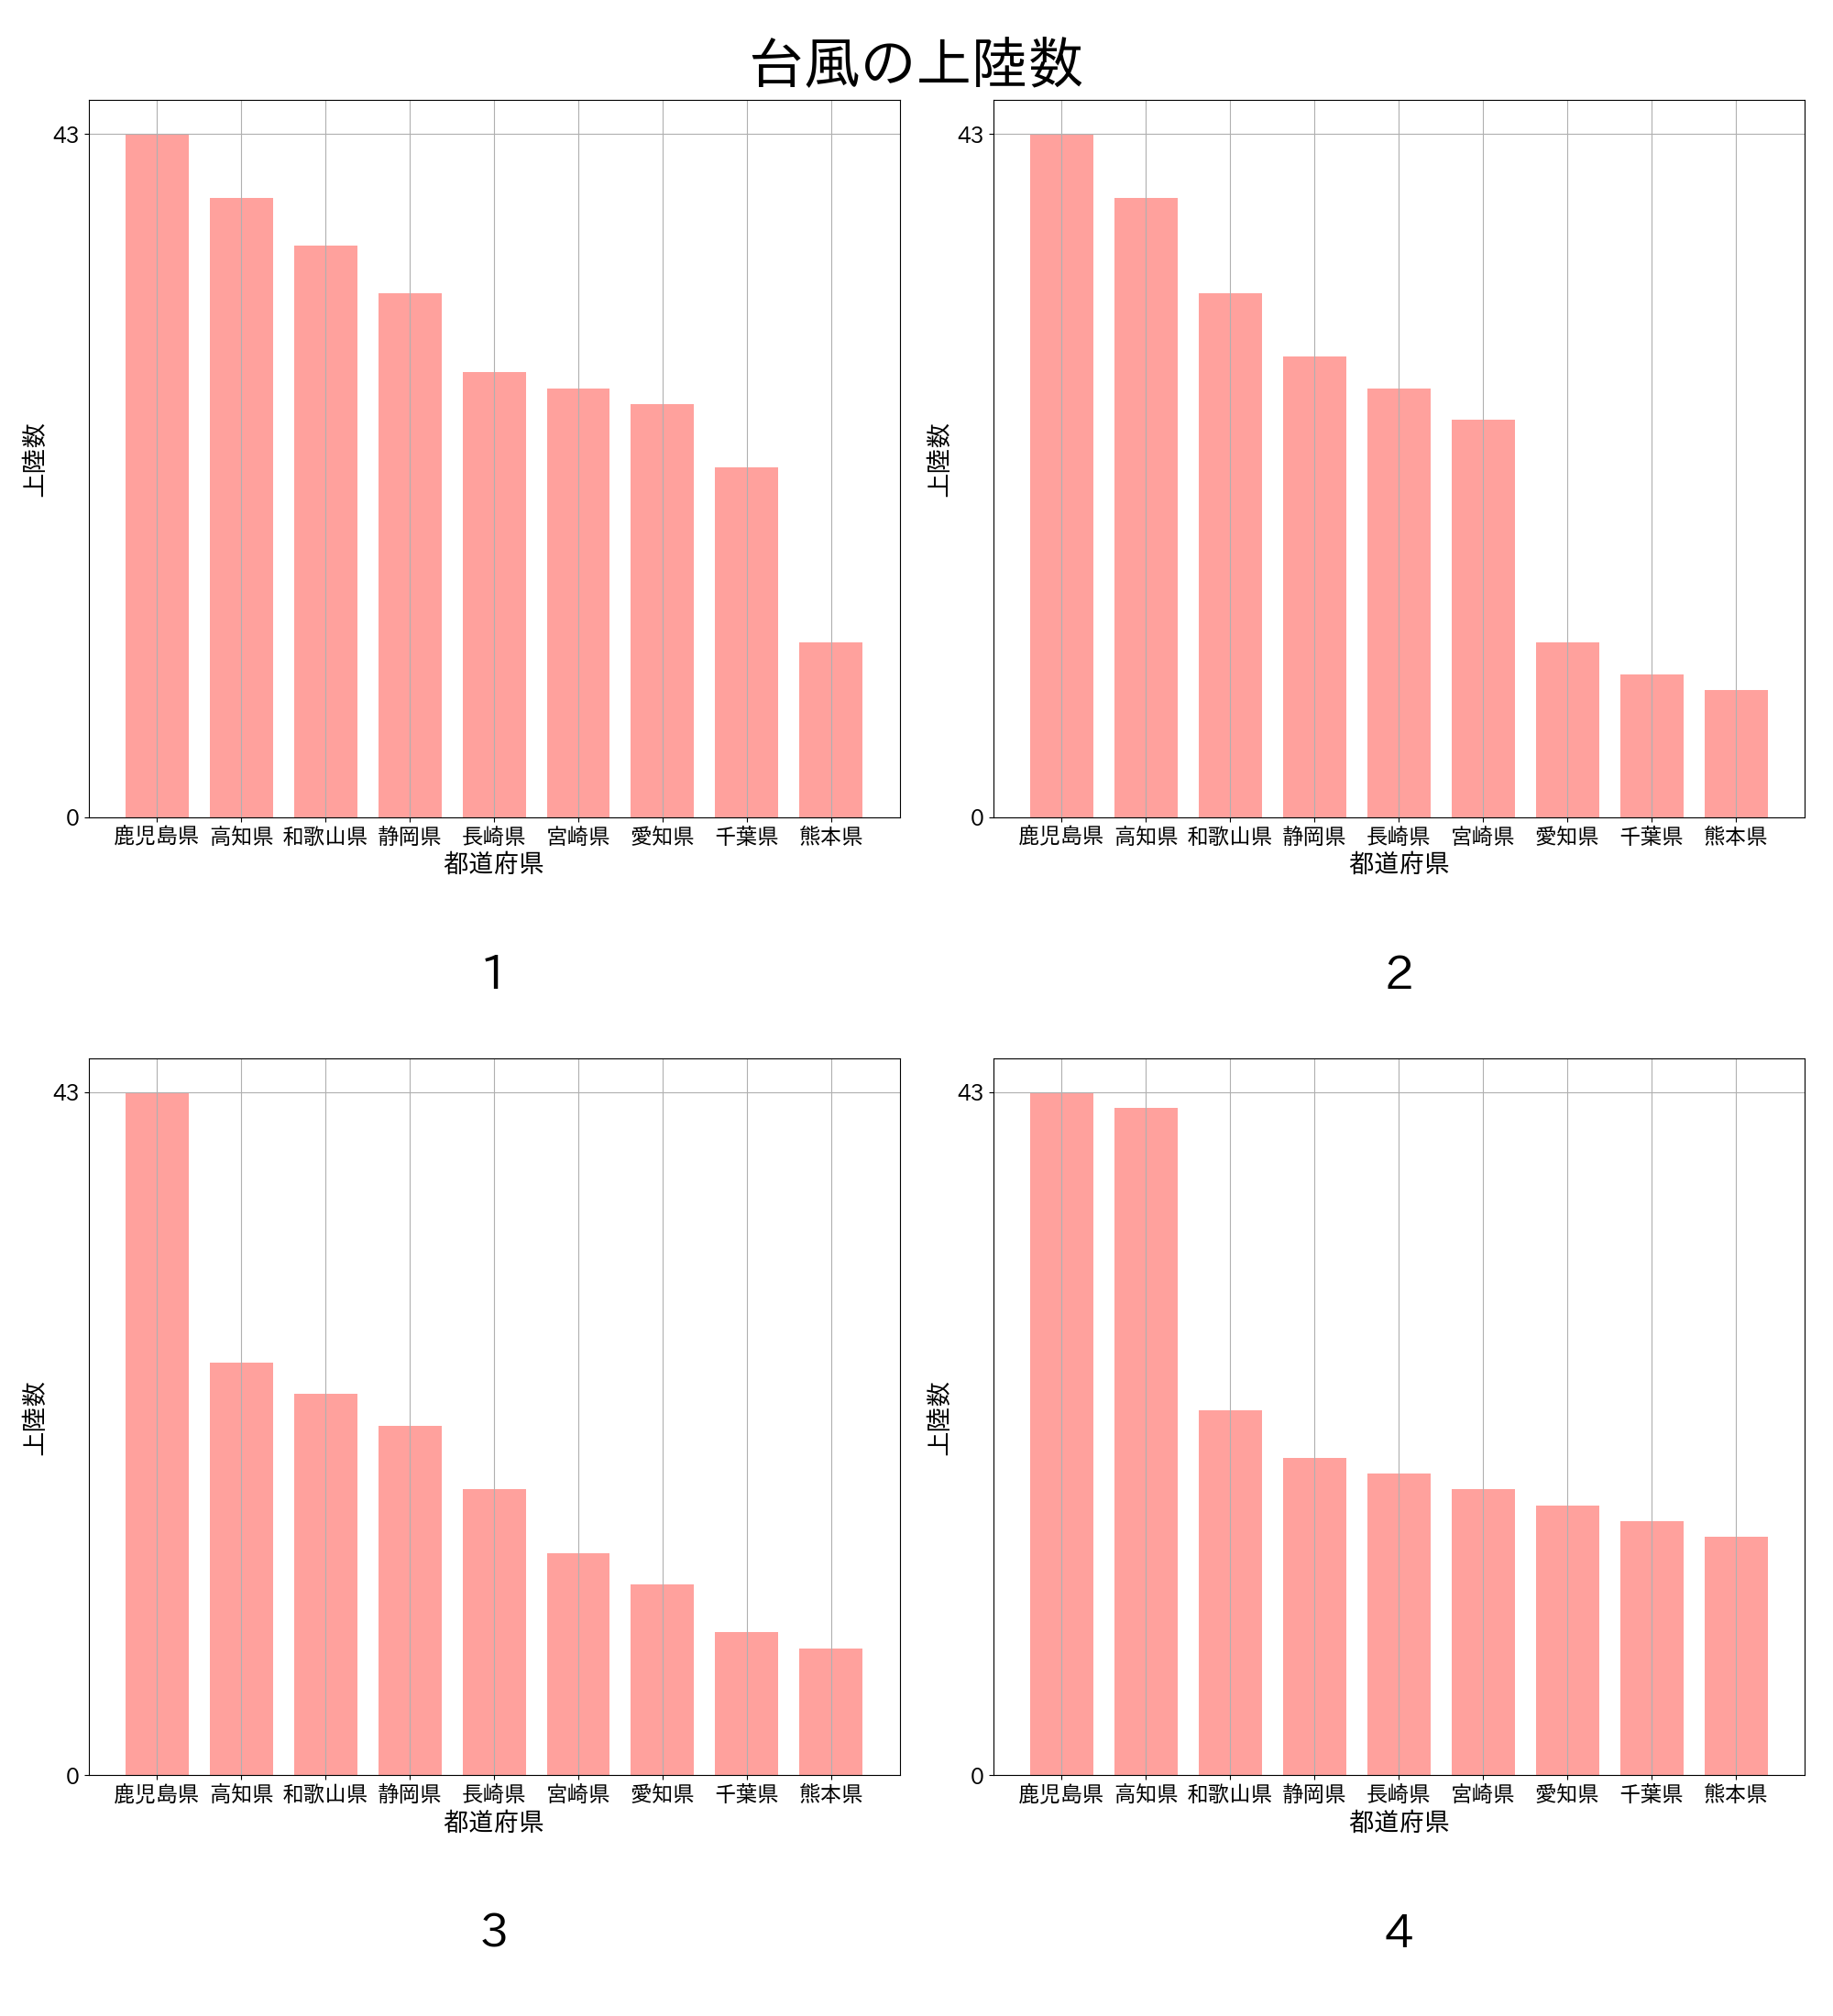 台風の上陸数
43
0
上陸数
鹿児島県 高知県 和歌山県 静岡県 長崎県 宮崎県 愛知県 千葉県 熊本県
都道府県
1
43
0
上陸数
鹿児島県 高知県 和歌山県 静岡県 長崎県 宮崎県 愛知県 千葉県 熊本県
都道府県
2
43
0
上陸数
鹿児島県 高知県 和歌山県 静岡県 長崎県 宮崎県 愛知県 千葉県 熊本県
都道府県
3
43
0
上陸数
鹿児島県 高知県 和歌山県 静岡県 長崎県 宮崎県 愛知県 千葉県 熊本県
都道府県
4